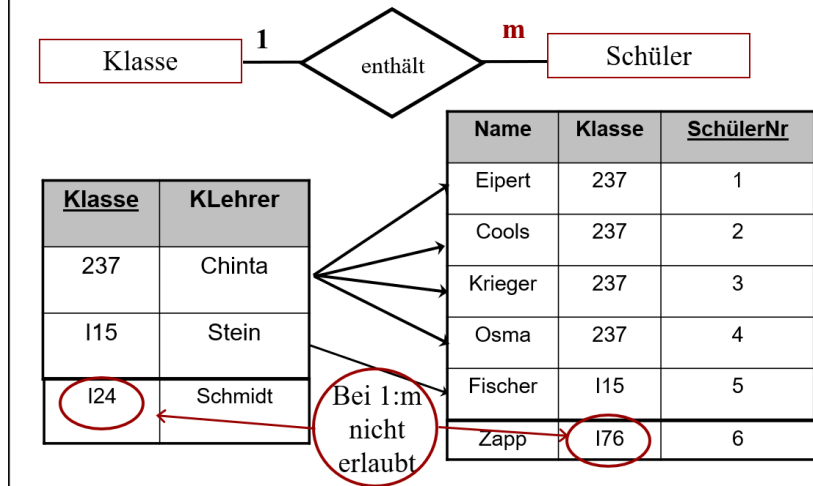 Klasse 1 enthält m Schüler
Name Klasse SchülerNr
Eipert 237 1
Cools 237 2
Krieger 237 3
Osma 237 4
Fischer I15 5
Zapp I76 6
Klasse KLehrer
237 Chinta
I15 Stein
I24 Schmidt
Bei 1:m
nicht
erlaubt